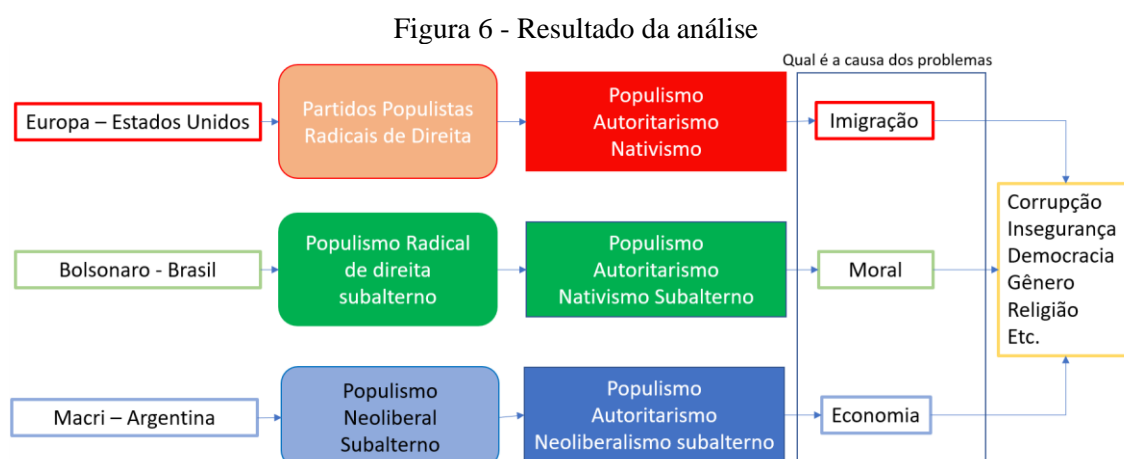 Figura 6 - Resultado da análise
Qual é a causa dos problemas
Europa – Estados Unidos
Partidos Populistas
Radicais de Direita
Populismo
Autoritarismo
Nativismo
Imigração
Bolsonaro - Brasil
Populismo Radical
de direita
subalterno
Populismo
Autoritarismo
Nativismo Subalterno
Moral
Corrupção
Insegurança
Democracia
Gênero
Religião
Etc.
Macri – Argentina
Populismo
Neoliberal
Subalterno
Populismo
Autoritarismo
Neoliberalismo subalterno
Economia